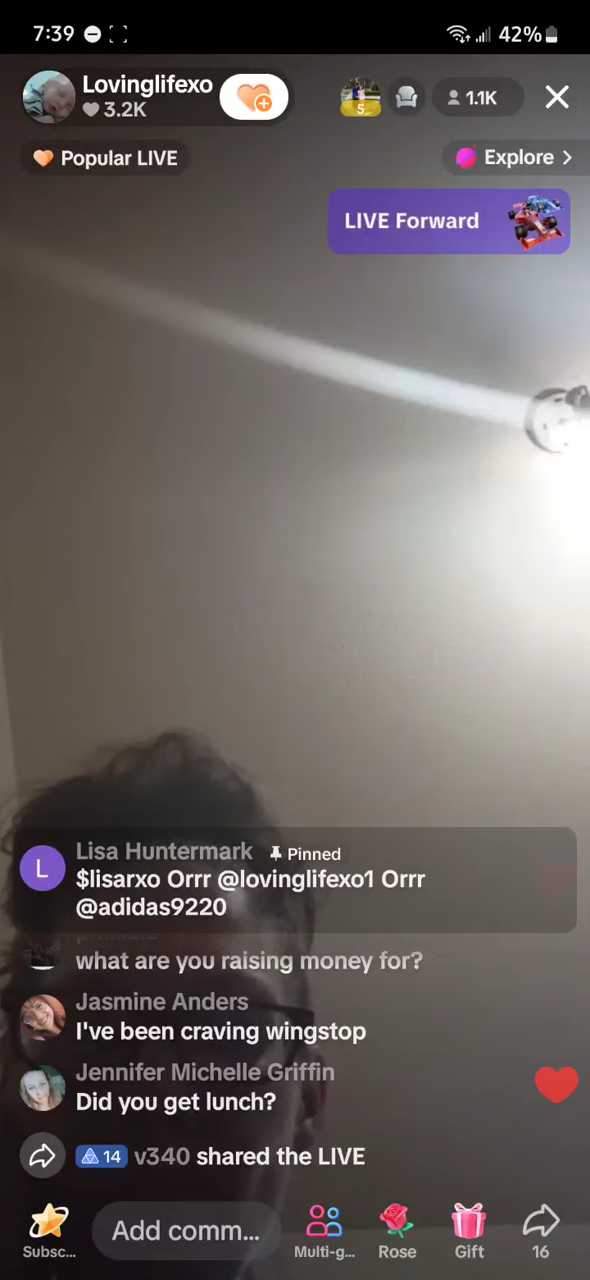 7:39
42%
Lovinglifexo
3.2K
5
1.1K
Popular LIVE
Explore >
LIVE Forward
L
Lisa Huntermark Pinned
$lisarxo Orrr @lovinglifexo1 Orrr
@adidas9220
what are you raising money for?
Jasmine Anders
I've been craving wingstop
Jennifer Michelle Griffin
Did you get lunch?
14 v340 shared the LIVE
Subsc...
Add comm...
Multi-g...
Rose
Gift
16